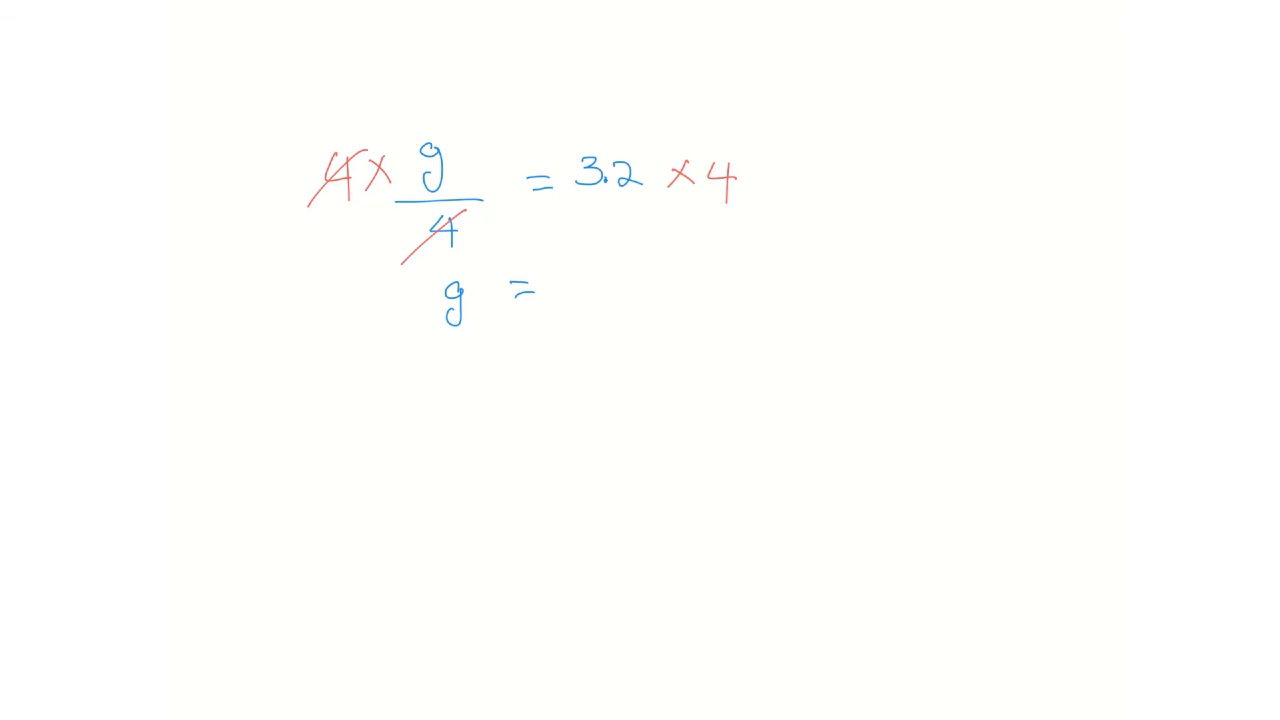 4 × g/4 = 3.2 × 4
g =